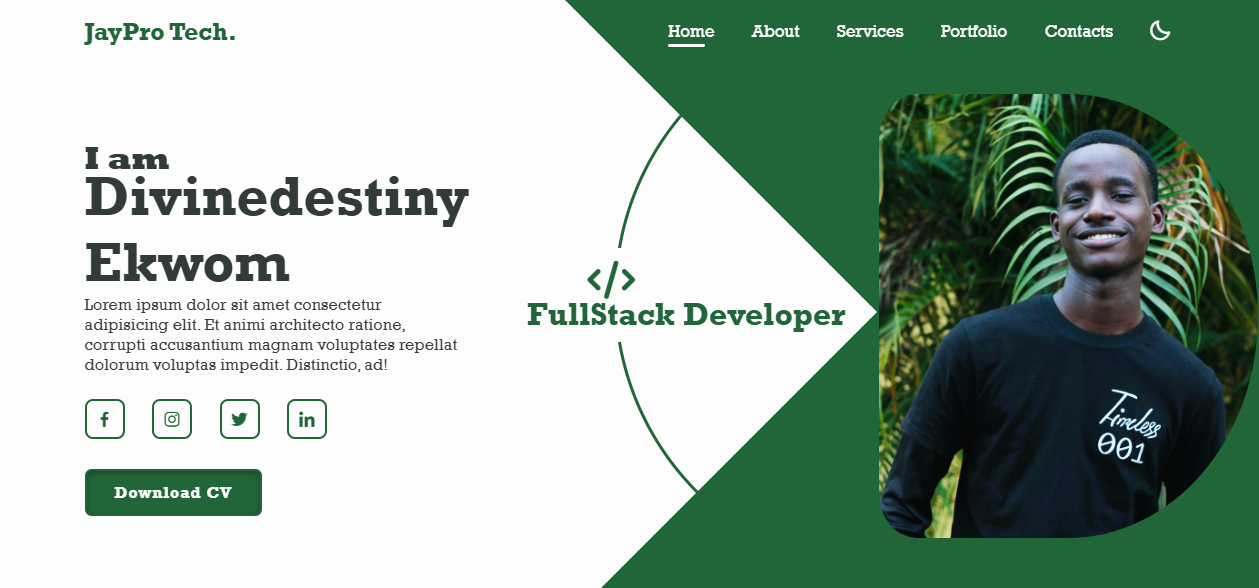 JayPro Tech.
Home About Services Portfolio Contacts
I am
Divinedestiny
Ekwom
Lorem ipsum dolor sit amet consectetur
adipisicing elit. Et animi architecto ratione,
corrupti accusantium magnam voluptates repellat
dolorum voluptas impedit. Distinctio, ad!
f in
Download CV
</>
FullStack Developer
Timeless
001